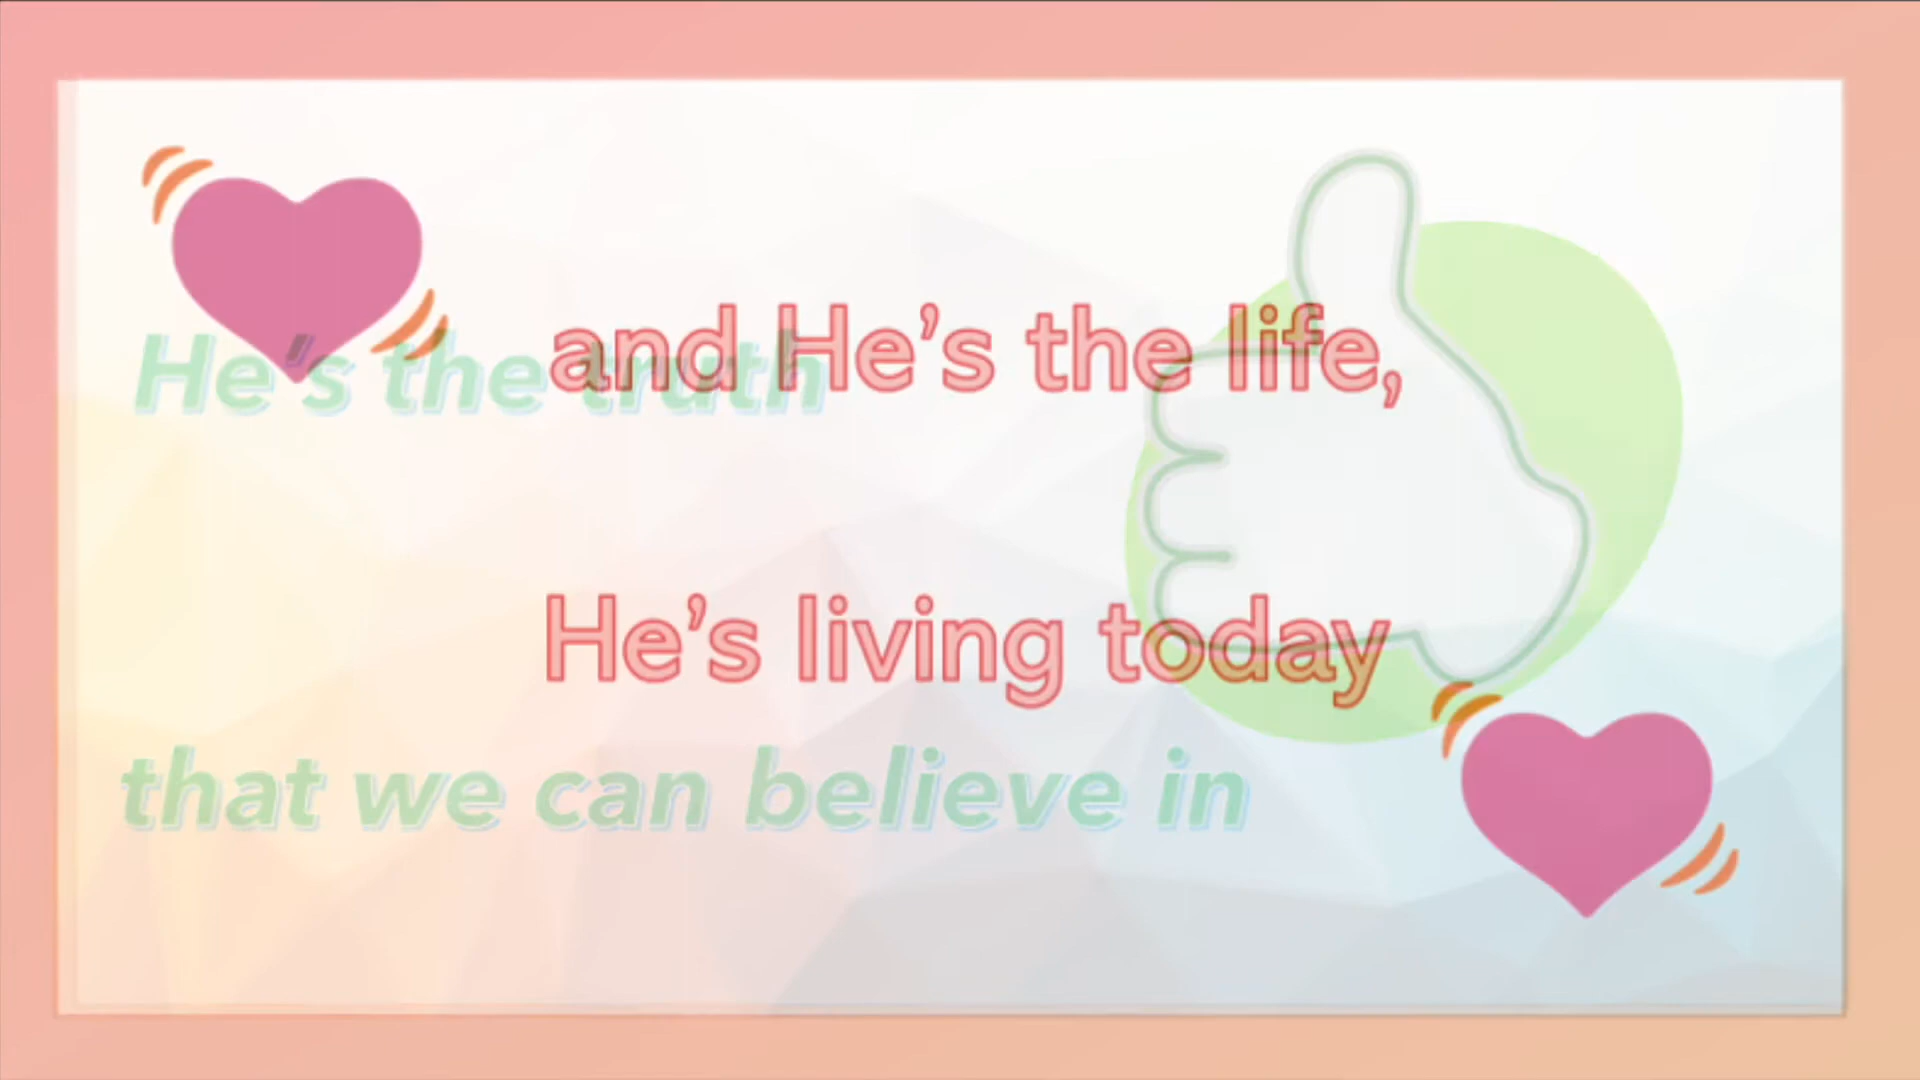 He's the truth
and He's the life,
He's living today
that we can believe in